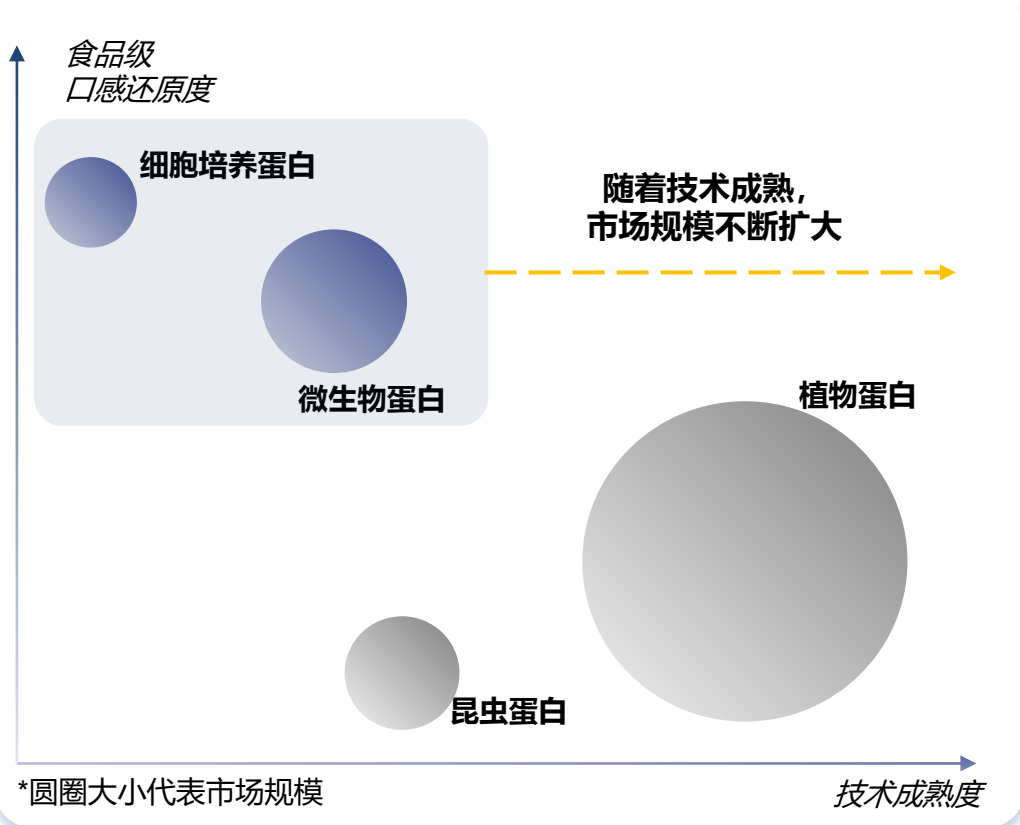 食品级
口感还原度
细胞培养蛋白
随着技术成熟，
市场规模不断扩大
微生物蛋白
植物蛋白
昆虫蛋白
*圆圈大小代表市场规模
技术成熟度